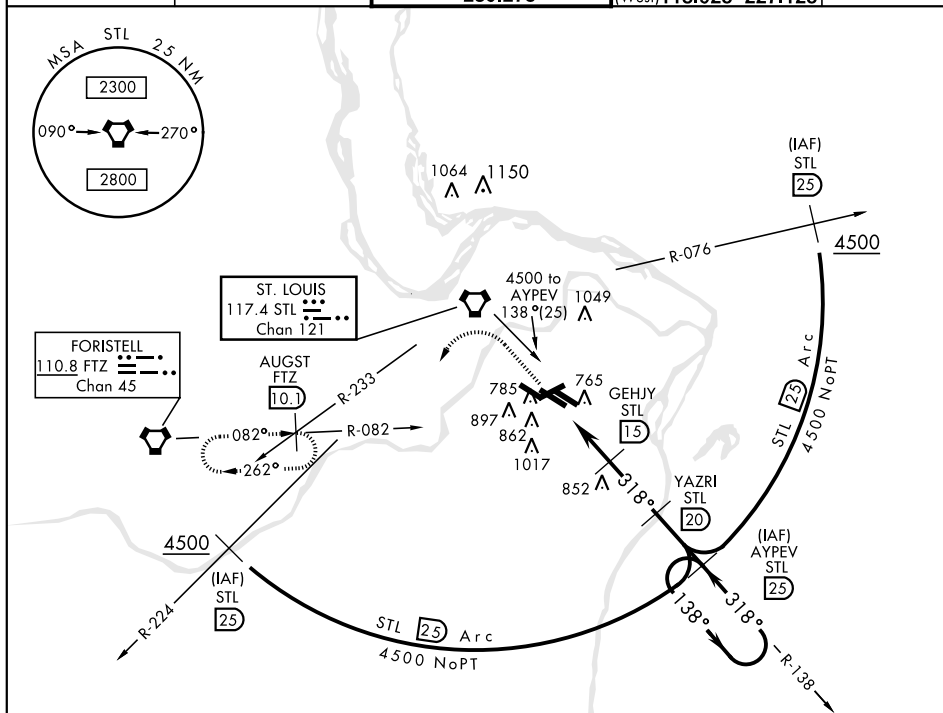 MSA STL 25 NM
2300
090°
270°
2800
1064
1150
(IAF)
STL
25
4500
R-076
ST. LOUIS
117.4 STL
Chan 121
4500 to
AYPEV
138°(25)
1049
FORISTELL
110.8 FTZ
Chan 45
AUGST
FTZ
10.1
R-233
082°
R-082
262°
785
765
897
862
1017
GEHJY
STL
15
852
318°
YAZRI
STL
20
STL 25 Arc
4500 NoPT
4500
(IAF)
STL
25
R-224
STL 25 Arc
4500 NoPT
(IAF)
AYPEV
STL
25
138°
318°
R-138